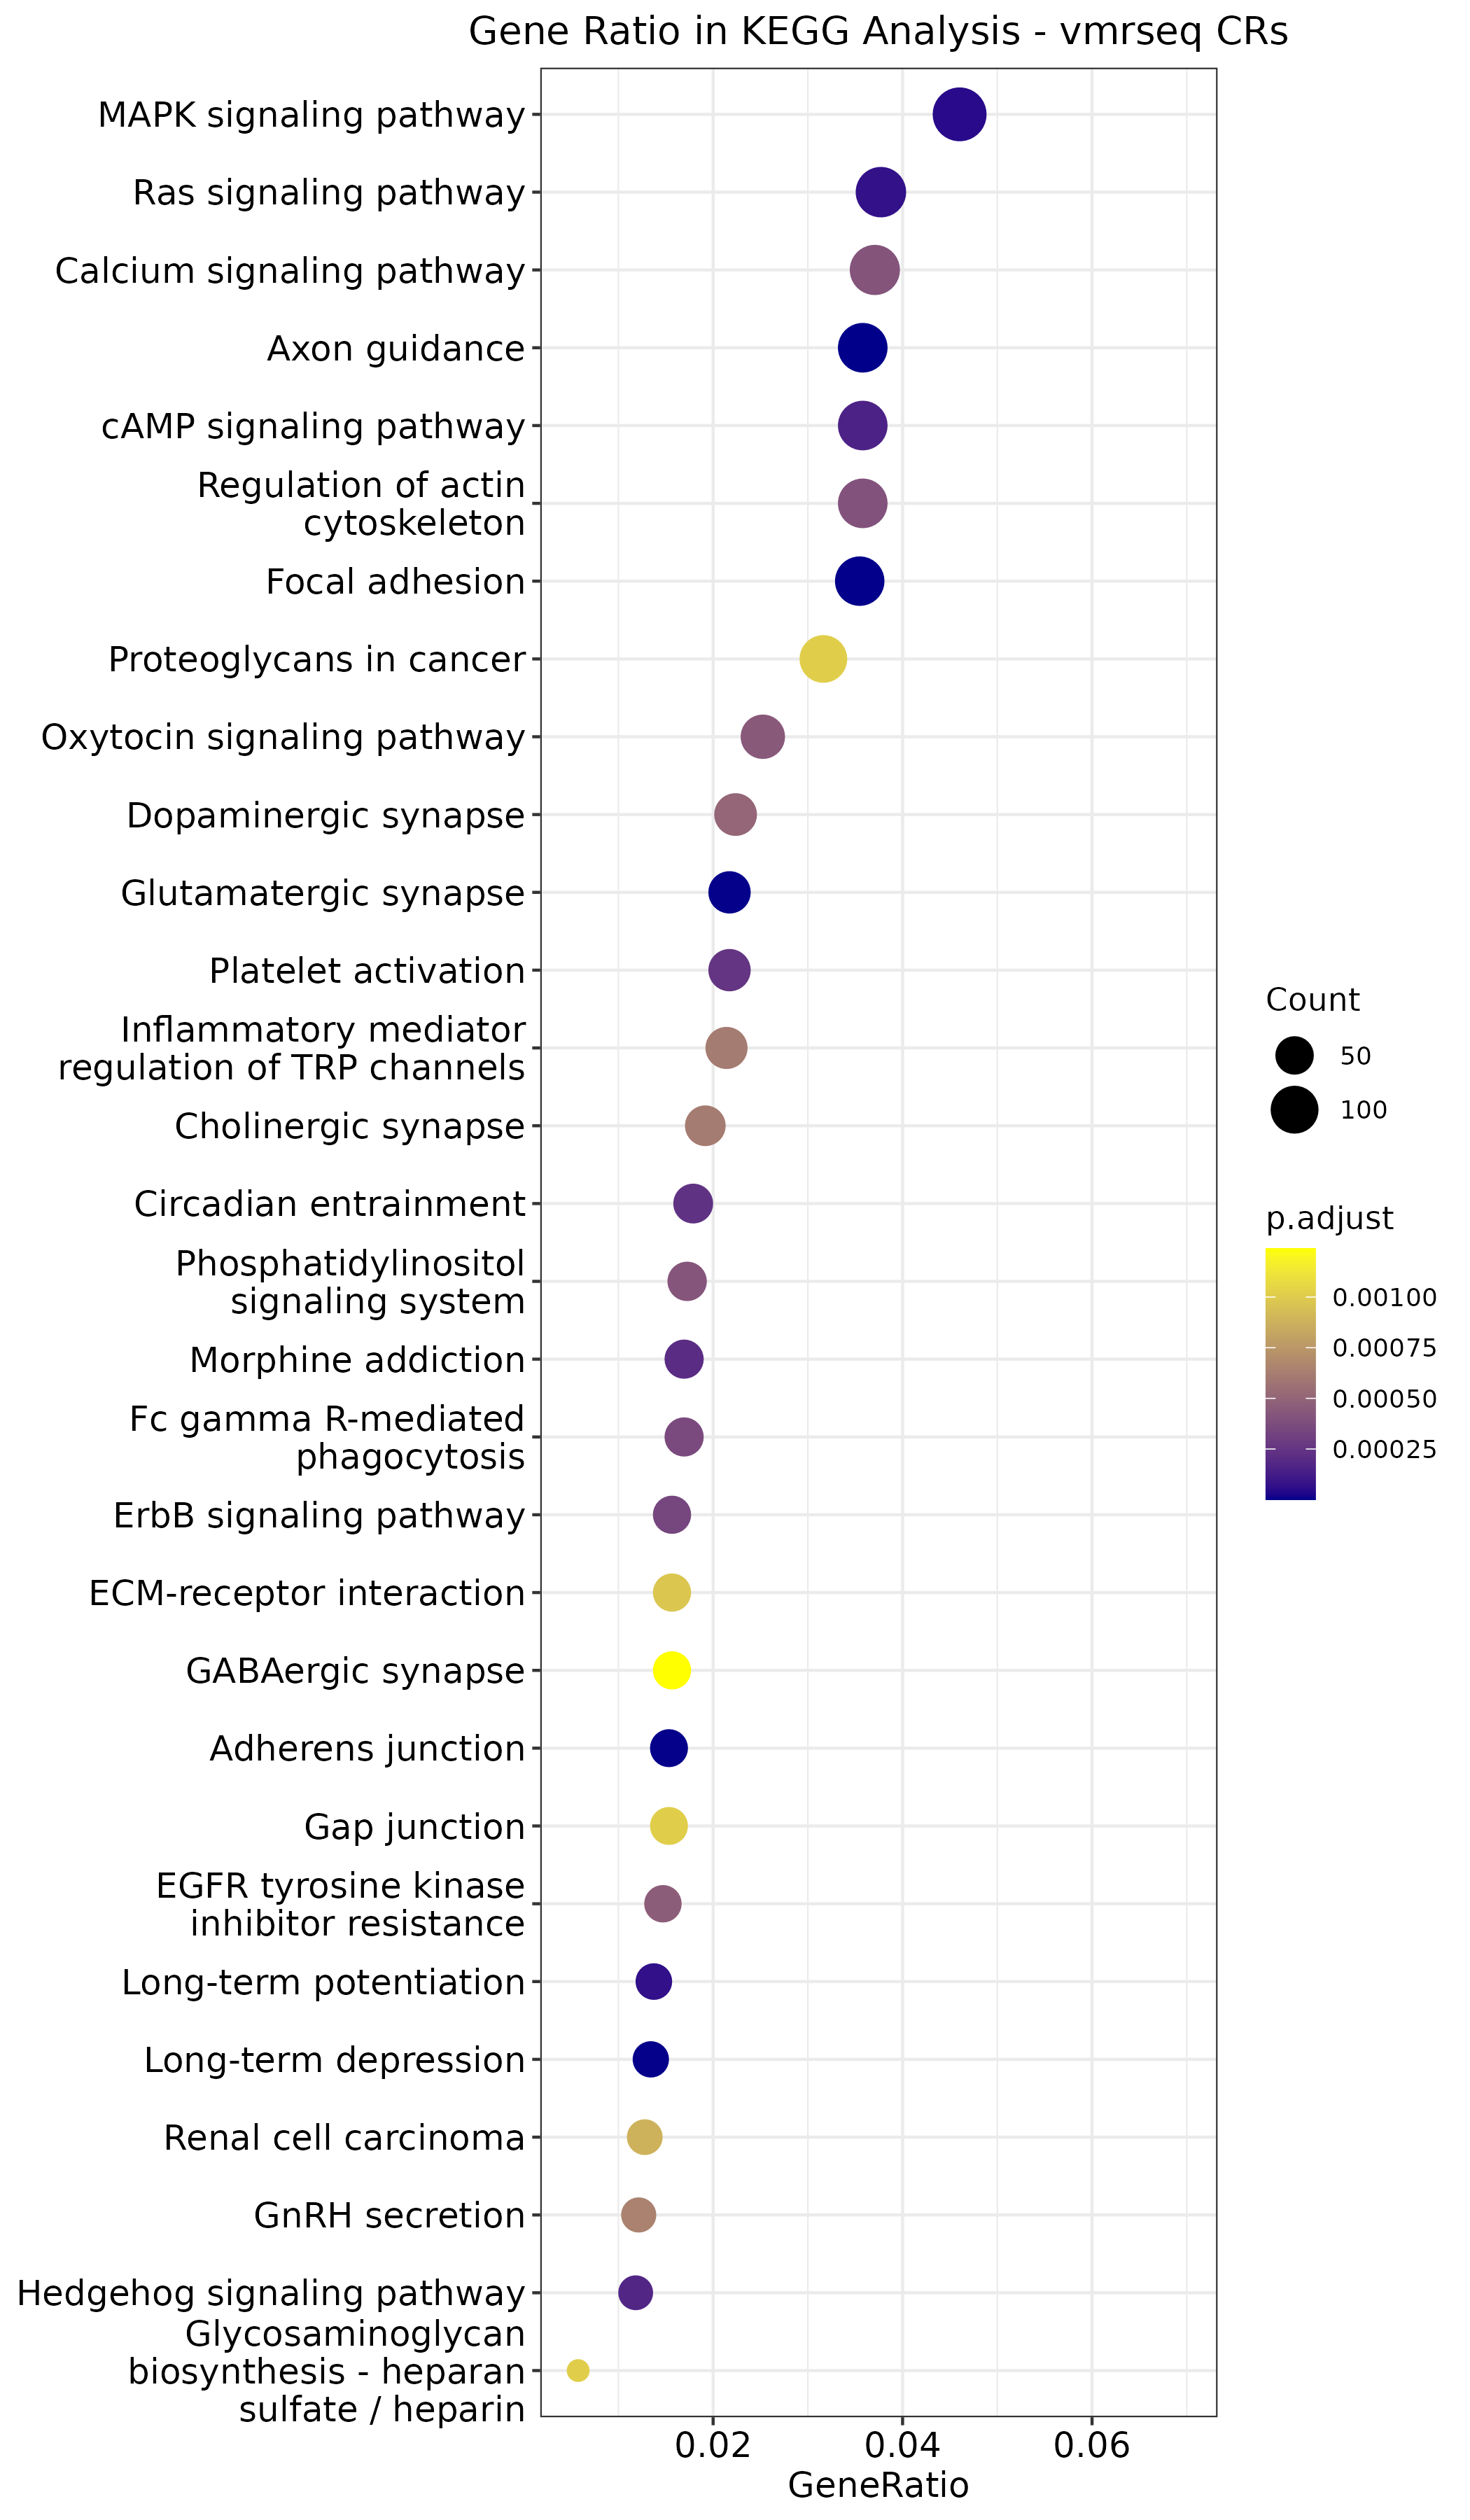 Gene Ratio in KEGG Analysis - vmrseq CRs
MAPK signaling pathway
Ras signaling pathway
Calcium signaling pathway
Axon guidance
cAMP signaling pathway
Regulation of actin
cytoskeleton
Focal adhesion
Proteoglycans in cancer
Oxytocin signaling pathway
Dopaminergic synapse
Glutamatergic synapse
Platelet activation
Inflammatory mediator
regulation of TRP channels
Cholinergic synapse
Circadian entrainment
Phosphatidylinositol
signaling system
Morphine addiction
Fc gamma R-mediated
phagocytosis
ErbB signaling pathway
ECM-receptor interaction
GABAergic synapse
Adherens junction
Gap junction
EGFR tyrosine kinase
inhibitor resistance
Long-term potentiation
Long-term depression
Renal cell carcinoma
GnRH secretion
Hedgehog signaling pathway
Glycosaminoglycan
biosynthesis - heparan
sulfate / heparin
0.02 0.04 0.06
GeneRatio
Count
50
100
p.adjust
0.00100
0.00075
0.00050
0.00025